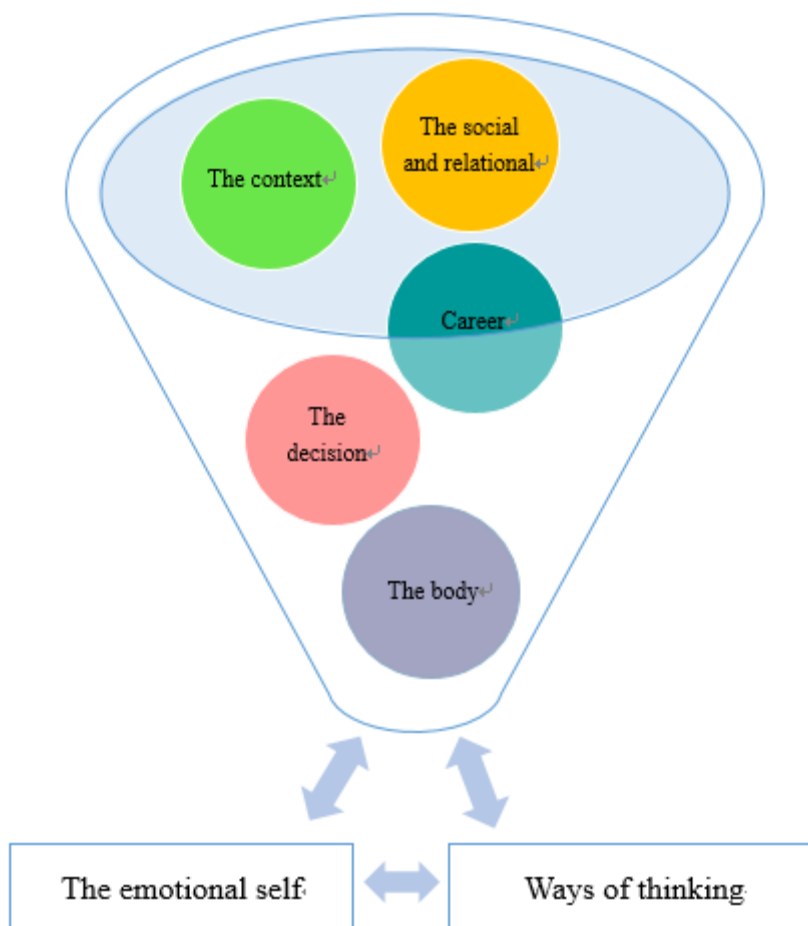 The social
and relational↵
The context↵
Career↵
The
decision↵
The body↵
The emotional self
Ways of thinking